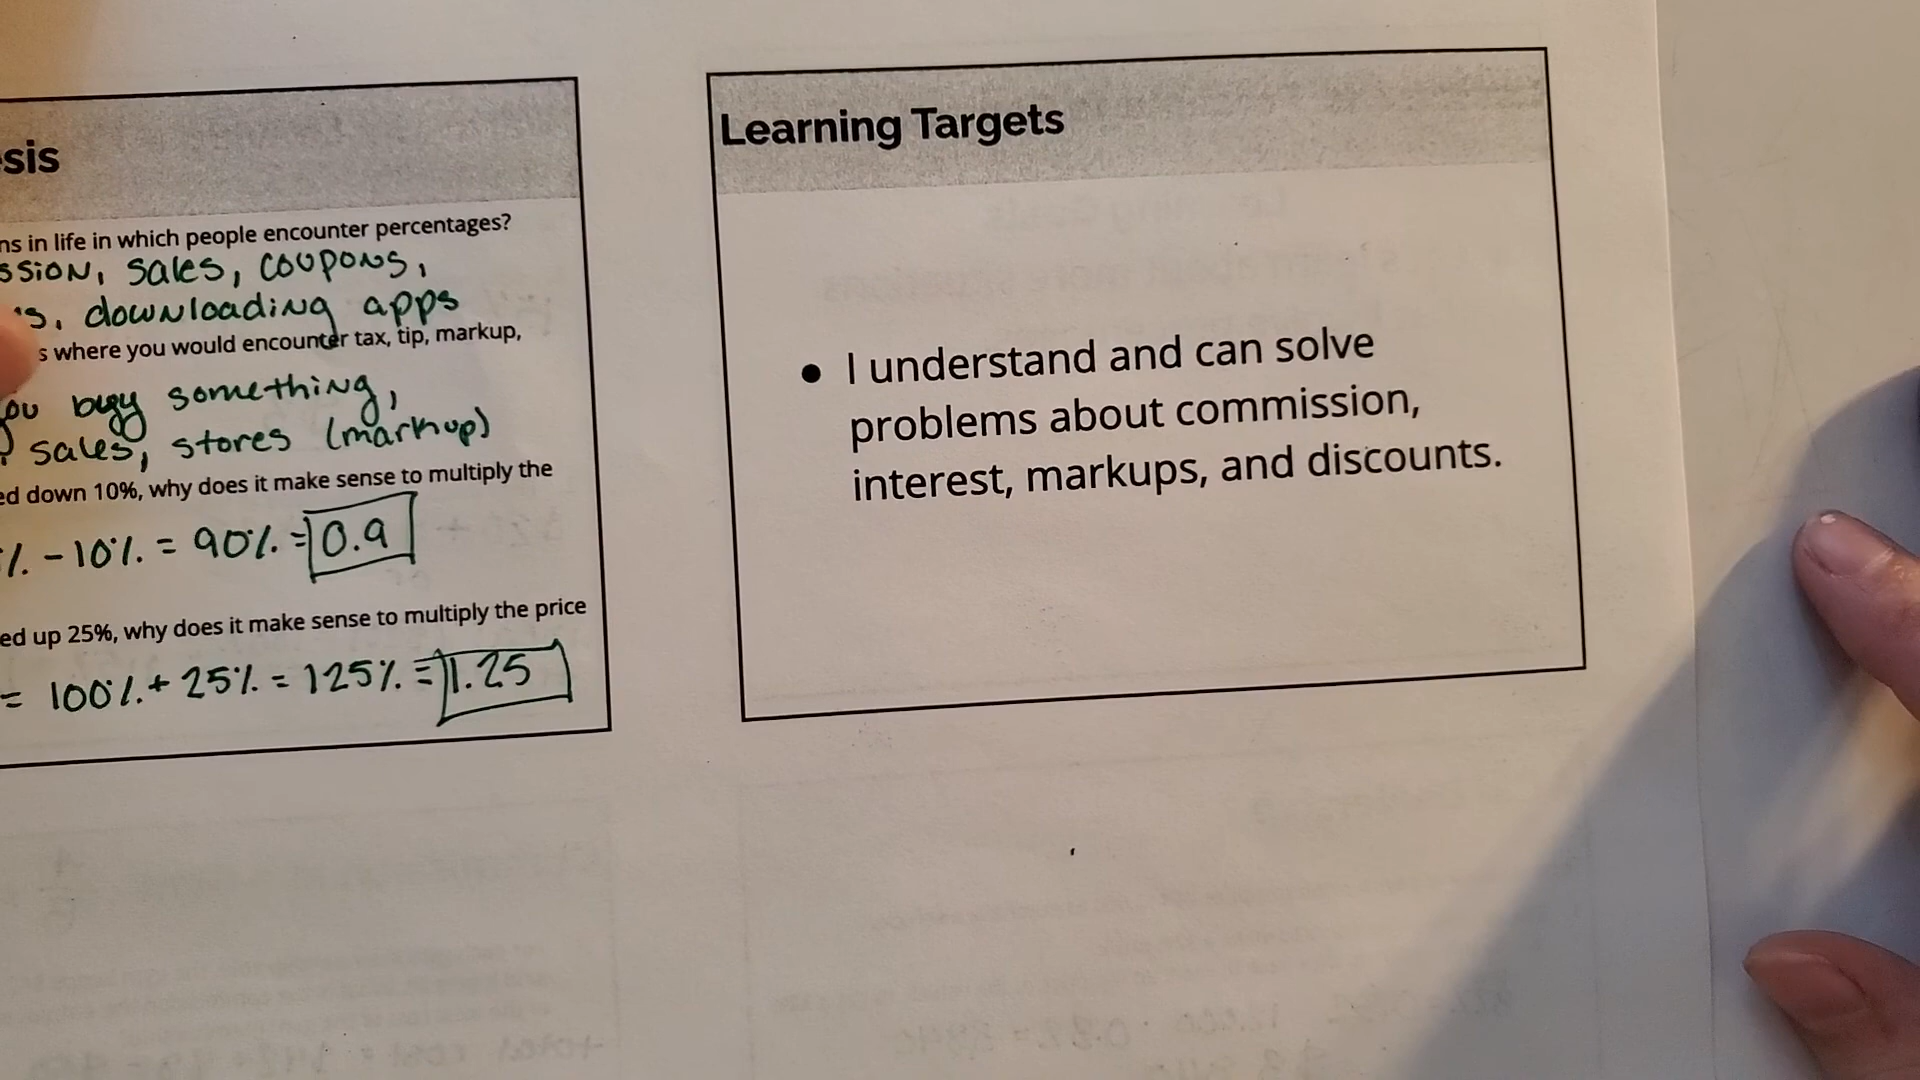 sis
ns in life in which people encounter percentages?
ssion, sales, coupons,
s, downloading apps
s where you would encounter tax, tip, markup,
ou buy something,
sales, stores (markup)
ed down 10%, why does it make sense to multiply the
% - 10% = 90% = 0.9
ed up 25%, why does it make sense to multiply the price
= 100% + 25% = 125% = 1.25
Learning Targets
• I understand and can solve
problems about commission,
interest, markups, and discounts.